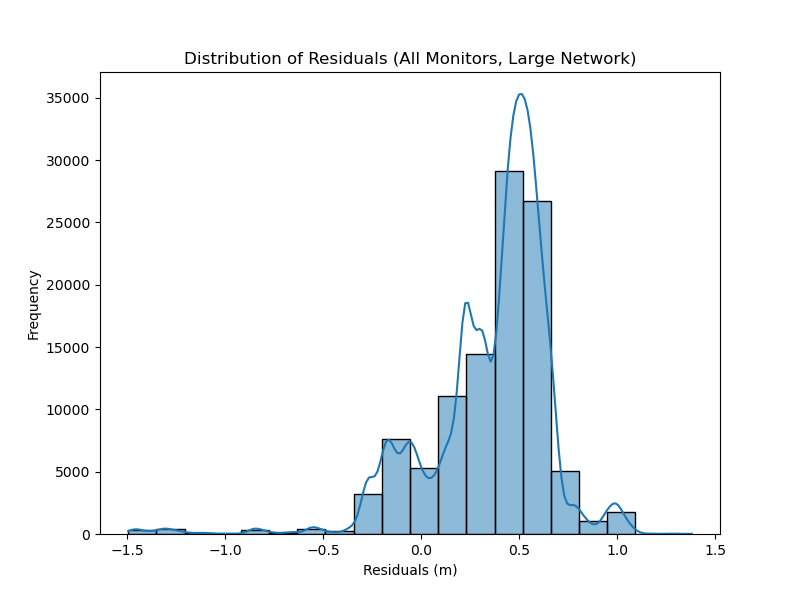 Distribution of Residuals (All Monitors, Large Network)
35000
30000
25000
20000
15000
10000
5000
0
Frequency
−1.5 −1.0 −0.5 0.0 0.5 1.0 1.5
Residuals (m)